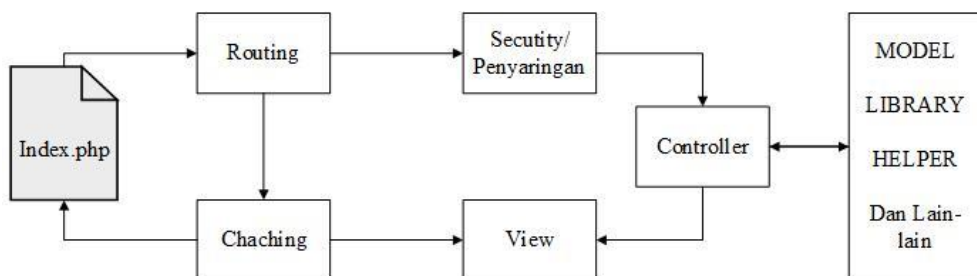 Routing
Secutity/
Penyaringan
MODEL
LIBRARY
HELPER
Dan Lain-
lain
Index.php
Controller
Chaching
View